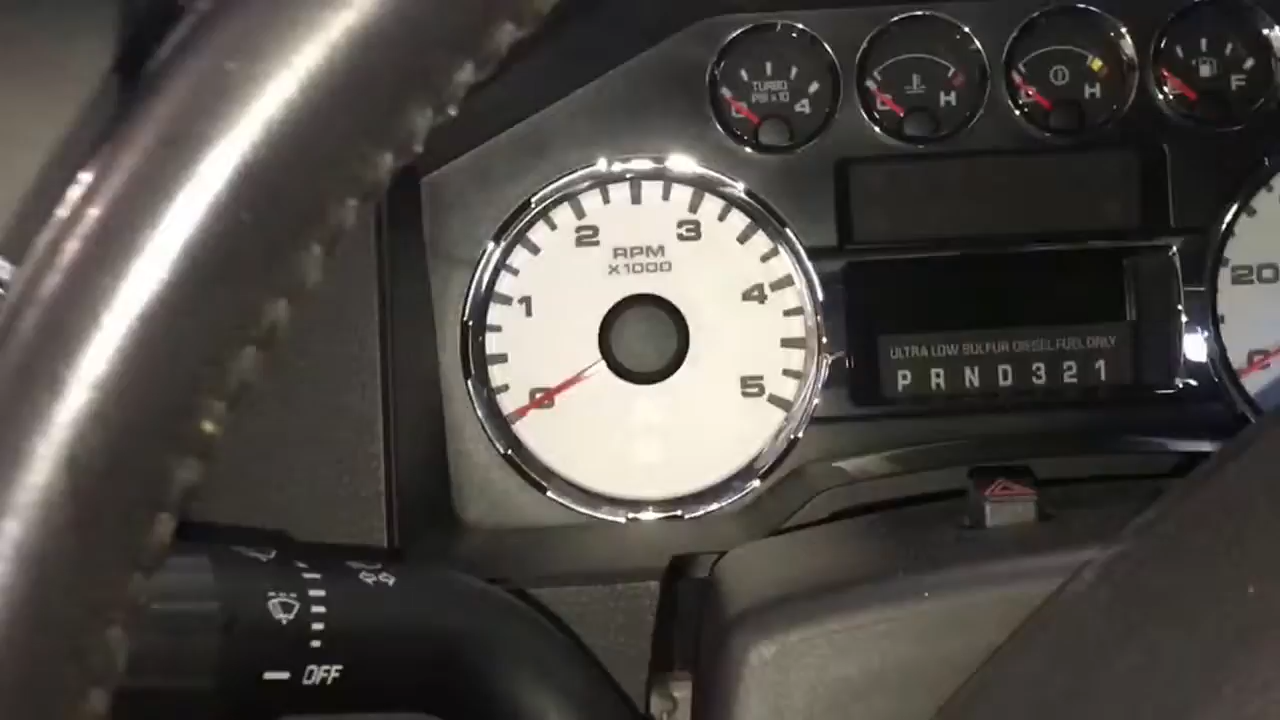 TURBO
PSI x10
4
H
H
F
2
3
RPM
X1000
1
4
0
5
20
ULTRA LOW SULFUR DIESEL FUEL ONLY
P R N D 3 2 1
OFF